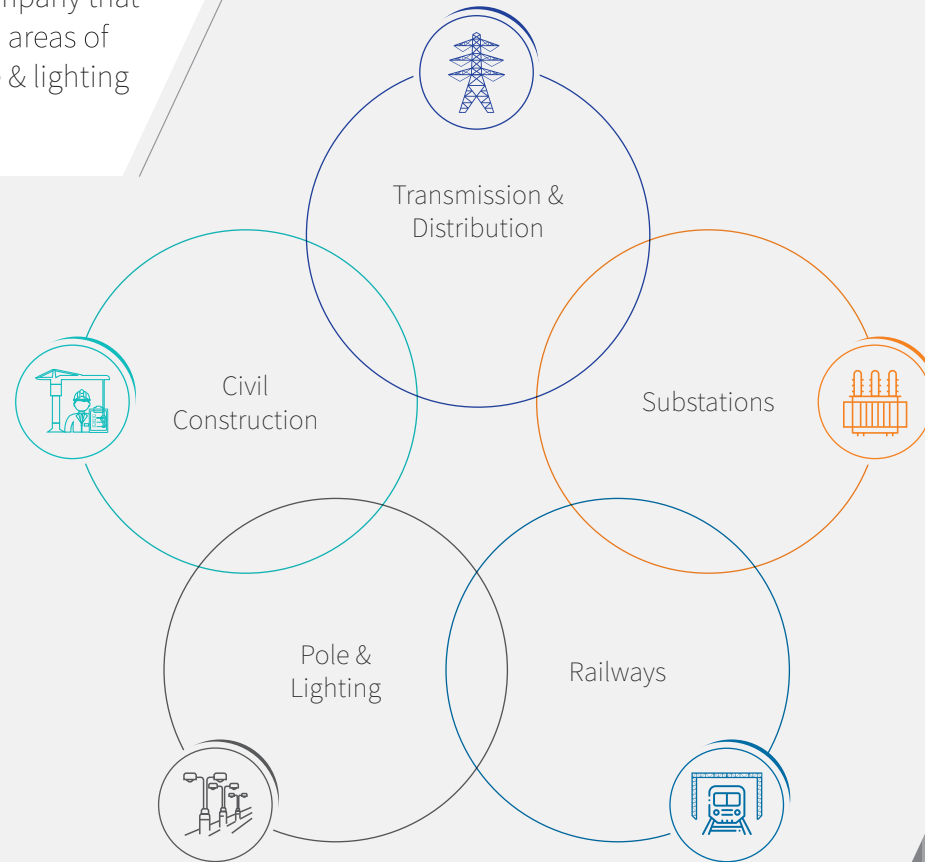 areas of
& lighting
Transmission &
Distribution
Civil
Construction
Substations
Pole &
Lighting
Railways